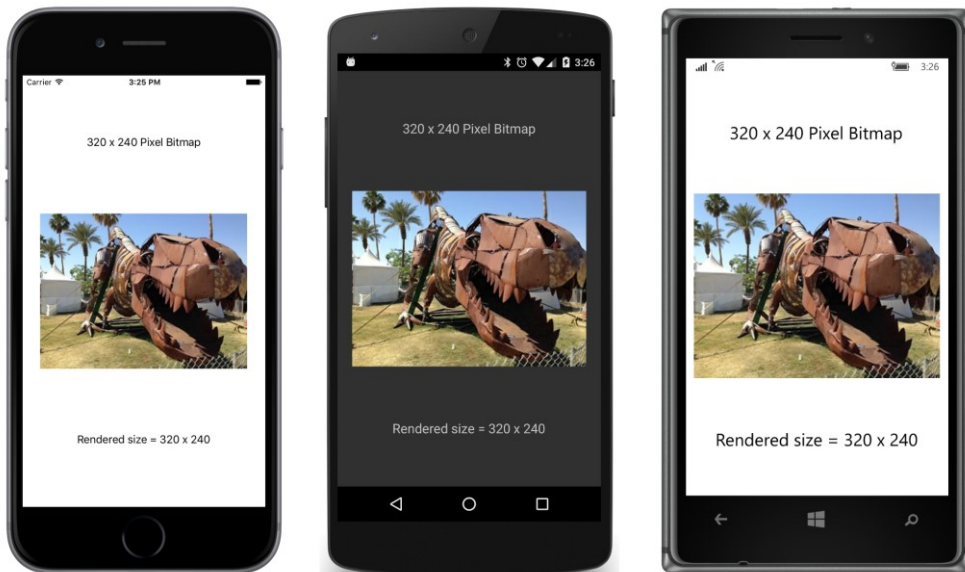 Carrier 3:25 PM
320 x 240 Pixel Bitmap
Rendered size = 320 x 240
3:26
320 x 240 Pixel Bitmap
Rendered size = 320 x 240
3:26
320 x 240 Pixel Bitmap
Rendered size = 320 x 240